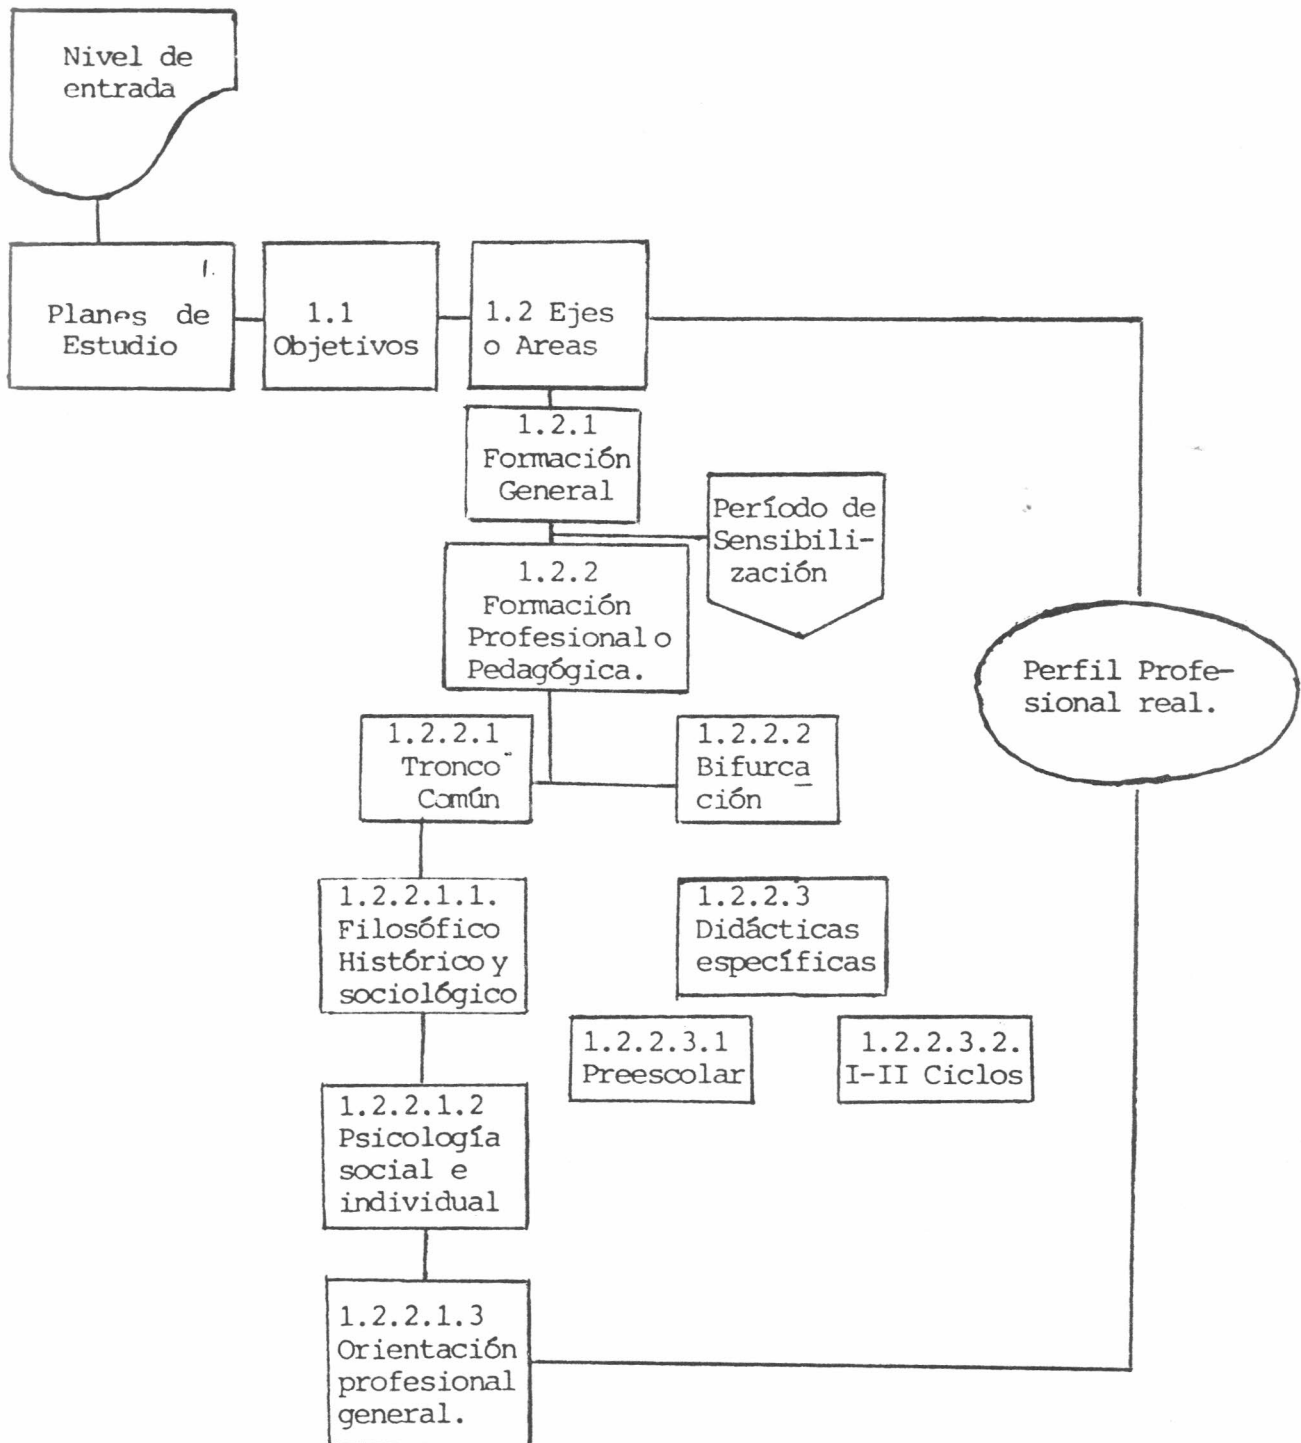 Nivel de
entrada
1.
Planes de
Estudio
1.1
Objetivos
1.2 Ejes
o Areas
1.2.1
Formación
General
Período de
Sensibili-
zación
1.2.2
Formación
Profesional o
Pedagógica.
Perfil Profe-
sional real.
1.2.2.1
Tronco
Común
1.2.2.2
Bifurca
ción
1.2.2.1.1.
Filosófico
Histórico y
sociológico
1.2.2.3
Didácticas
específicas
1.2.2.3.1
Preescolar
1.2.2.3.2.
I-II Ciclos
1.2.2.1.2
Psicología
social e
individual
1.2.2.1.3
Orientación
profesional
general.